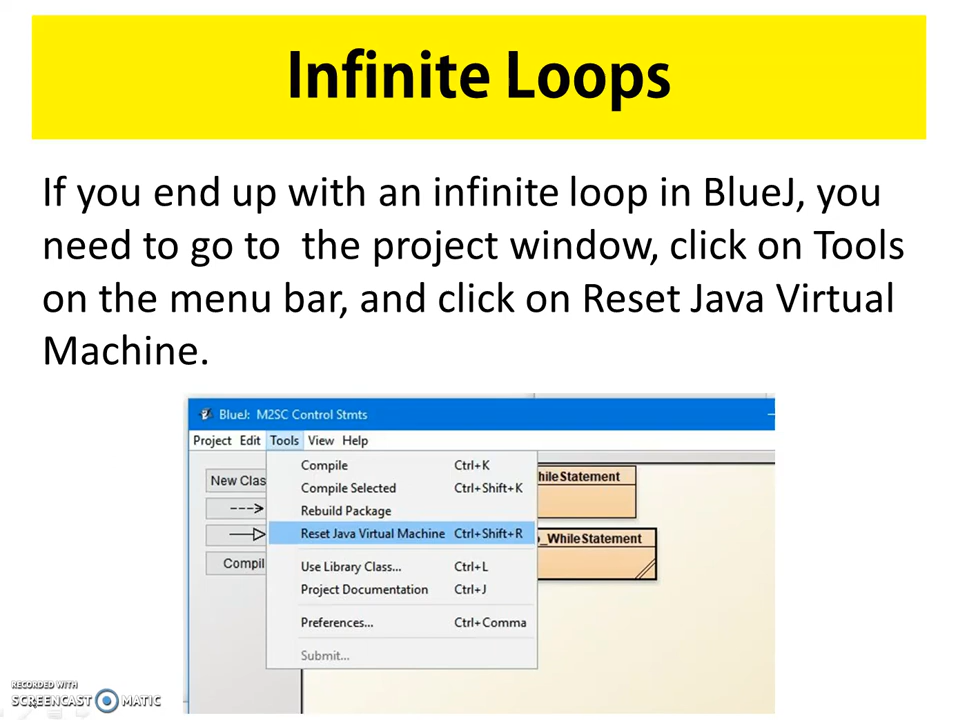 Infinite Loops
If you end up with an infinite loop in BlueJ, you
need to go to the project window, click on Tools
on the menu bar, and click on Reset Java Virtual
Machine.
BlueJ: M2SC Control Stmts
Project Edit Tools View Help
New Clas
Compil
Compile Ctrl+K
Compile Selected Ctrl+Shift+K
Rebuild Package
Reset Java Virtual Machine Ctrl+Shift+R
Use Library Class... Ctrl+L
Project Documentation Ctrl+J
Preferences... Ctrl+Comma
Submit...
hileStatement
o_WhileStatement
RECORDED WITH
SCREENCAST MATIC